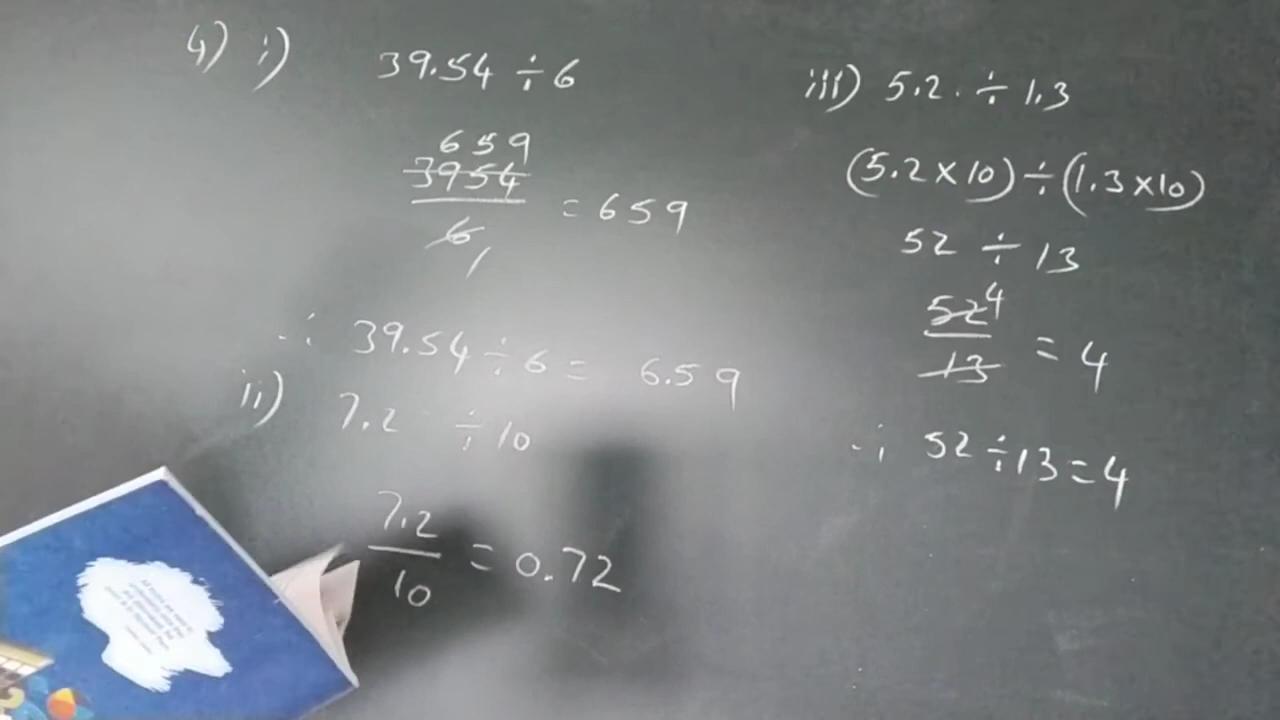 4) i) 39.54 ÷ 6
659
3954
6
1
= 659
∴ 39.54 ÷ 6 = 6.59
ii) 7.2 ÷ 10
7.2
10
= 0.72
iii) 5.2. ÷ 1.3
(5.2 × 10) ÷ (1.3 × 10)
52 ÷ 13
52 4
13
= 4
∴ 52 ÷ 13 = 4